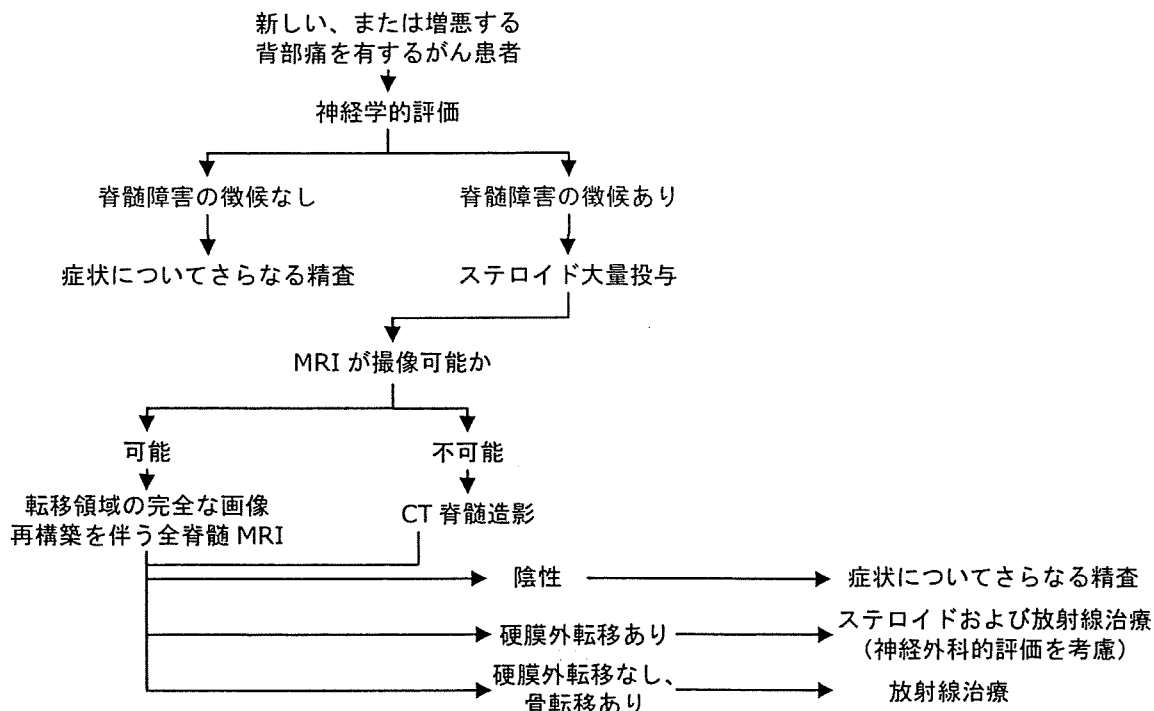 新しい、または増悪する
背部痛を有するがん患者
神経学的評価
脊髄障害の徴候なし
脊髄障害の徴候あり
症状についてさらなる精査
ステロイド大量投与
MRI が撮像可能か
可能
不可能
転移領域の完全な画像
再構築を伴う全脊髄 MRI
CT 脊髄造影
陰性
症状についてさらなる精査
硬膜外転移あり
ステロイドおよび放射線治療
（神経外科的評価を考慮）
硬膜外転移なし、
骨転移あり
放射線治療